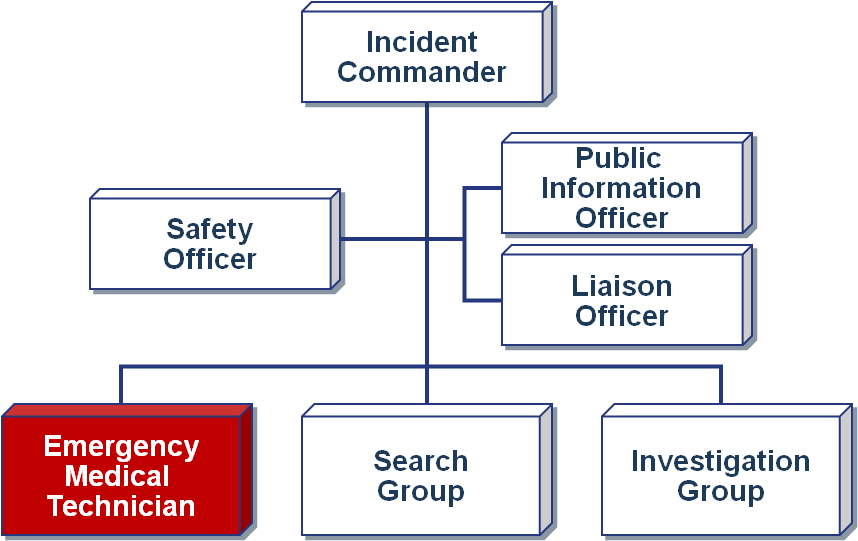 Incident
Commander
Public
Information
Officer
Safety
Officer
Liaison
Officer
Emergency
Medical
Technician
Search
Group
Investigation
Group